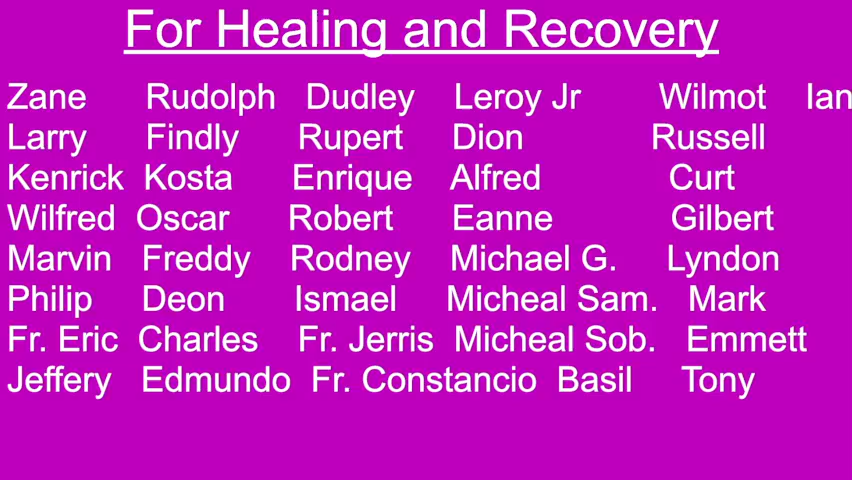 For Healing and Recovery
Zane Rudolph Dudley Leroy Jr Wilmot Ian
Larry Findly Rupert Dion Russell
Kenrick Kosta Enrique Alfred Curt
Wilfred Oscar Robert Eanne Gilbert
Marvin Freddy Rodney Michael G. Lyndon
Philip Deon Ismael Micheal Sam. Mark
Fr. Eric Charles Fr. Jerris Micheal Sob. Emmett
Jeffery Edmundo Fr. Constancio Basil Tony